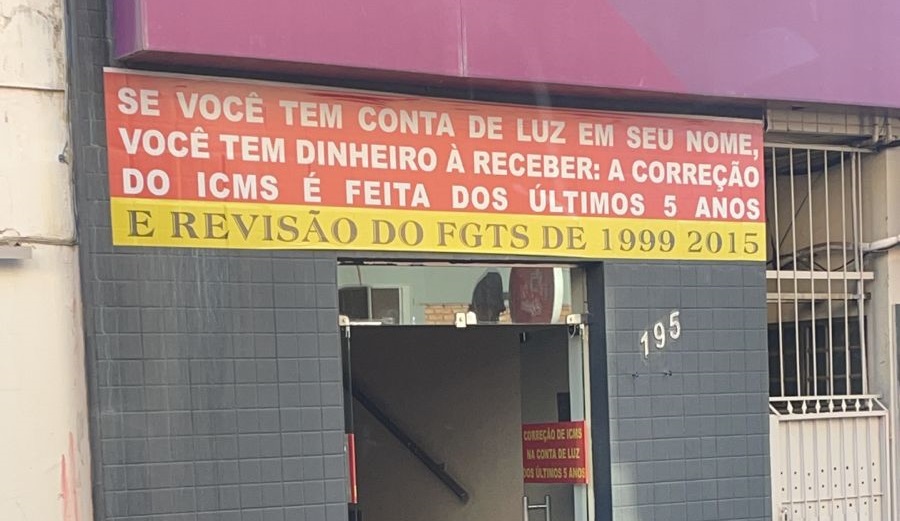 SE VOCÊ TEM CONTA DE LUZ EM SEU NOME,
VOCÊ TEM DINHEIRO À RECEBER: A CORREÇÃO
DO ICMS É FEITA DOS ÚLTIMOS 5 ANOS
E REVISÃO DO FGTS DE 1999 2015
195
CORREÇÃO DE ICMS
NA CONTA DE LUZ
DOS ÚLTIMOS 5 ANOS